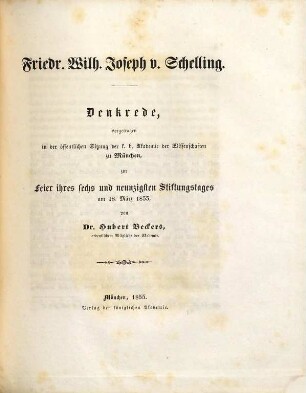 Friedr. Wilh. Joseph v. Schelling.
Denkrede,
vorgetragen
in der öffentlichen Sitzung der k. b. Akademie der Wissenschaften
zu München,
zur
Feier ihres sechs und neunzigsten Stiftungstages
am 28. März 1855.
von
Dr. Hubert Beckers,
ordentlichem Mitgliede der Akademie.
München, 1855.
Verlag der königlichen Akademie.